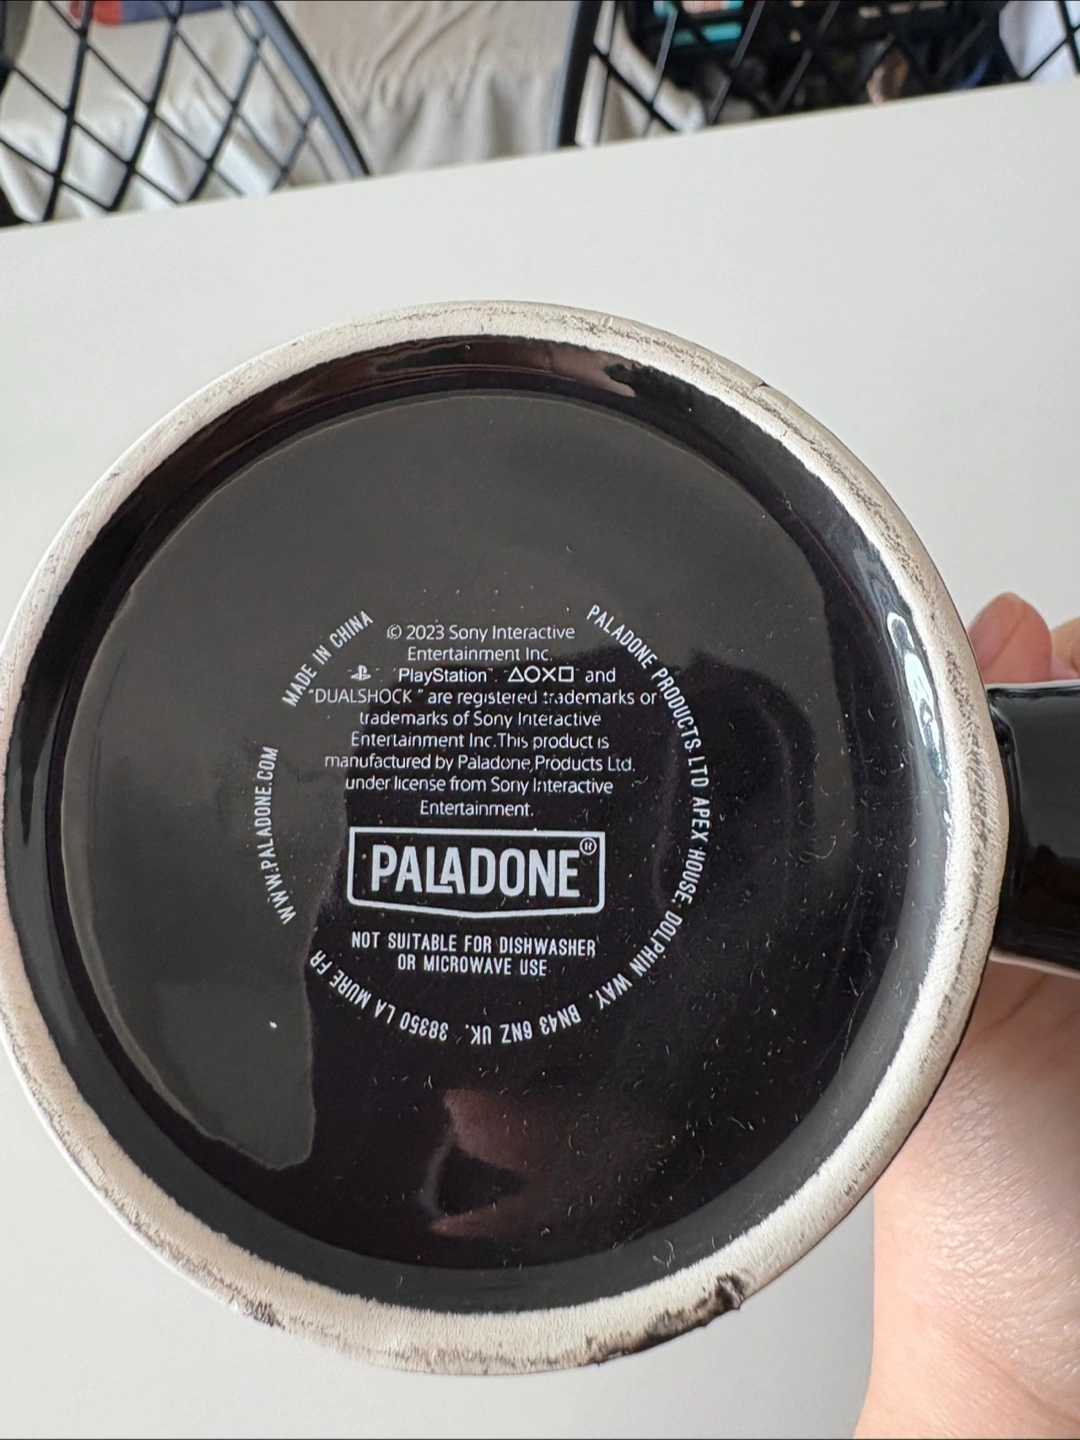 © 2023 Sony Interactive
Entertainment Inc.
"PlayStation", "△○×□" and
"DUALSHOCK" are registered trademarks or
trademarks of Sony Interactive
Entertainment Inc.This product is
manufactured by Paladone Products Ltd.
under license from Sony Interactive
Entertainment.
PALADONE®
NOT SUITABLE FOR DISHWASHER
OR MICROWAVE USE
WWW.PALADONE.COM
MADE IN CHINA
PALADONE PRODUCTS LTD APEX HOUSE, DOLPHIN WAY, BN43 6NZ UK, 38350 LA MURE FR